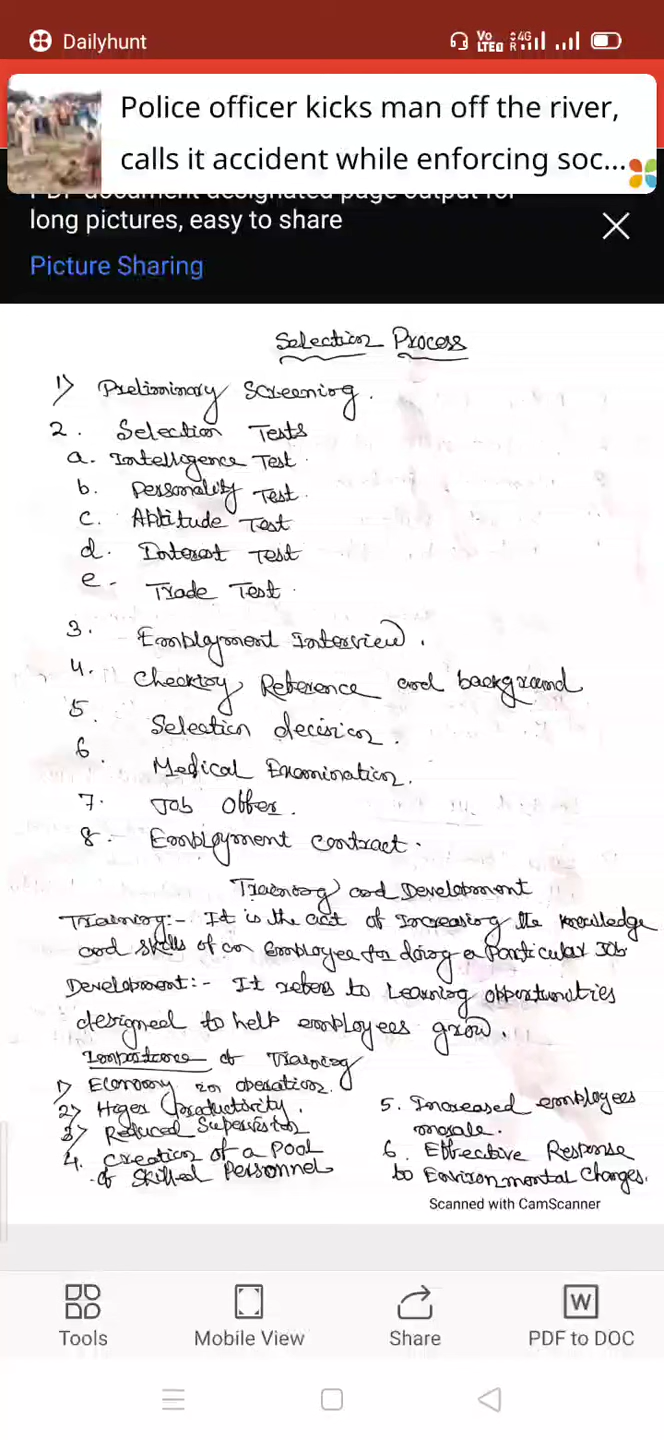 Dailyhunt
Vo LTE 4G R
Police officer kicks man off the river,
calls it accident while enforcing soc...
long pictures, easy to share
Picture Sharing
Selection Process
1) Preliminary Screening.
2. Selection Tests
a. Intelligence Test.
b. Personality Test.
c. Aptitude Test
d. Interest Test
e- Trade Test.
3. Employment Interview.
4. Checking Reference and background
5. Selection decision.
6. Medical Examination.
7. Job Offer.
8. Employment contract.
Training and Development
Training:- It is the act of Increasing the knowledge
and skills of an Employee for doing a Particular Job
Development:- It refers to Learning opportunities
designed to help employees grow.
Importance of Training
1) Economy in operation.
2) Higer productivity.
3) Reduced Supervision
4. Creation of a Pool
of Skilled Personnel
5. Increased employees
morale.
6. Effective Response
to Environmental Changes.
Scanned with CamScanner
Tools
Mobile View
Share
W
PDF to DOC